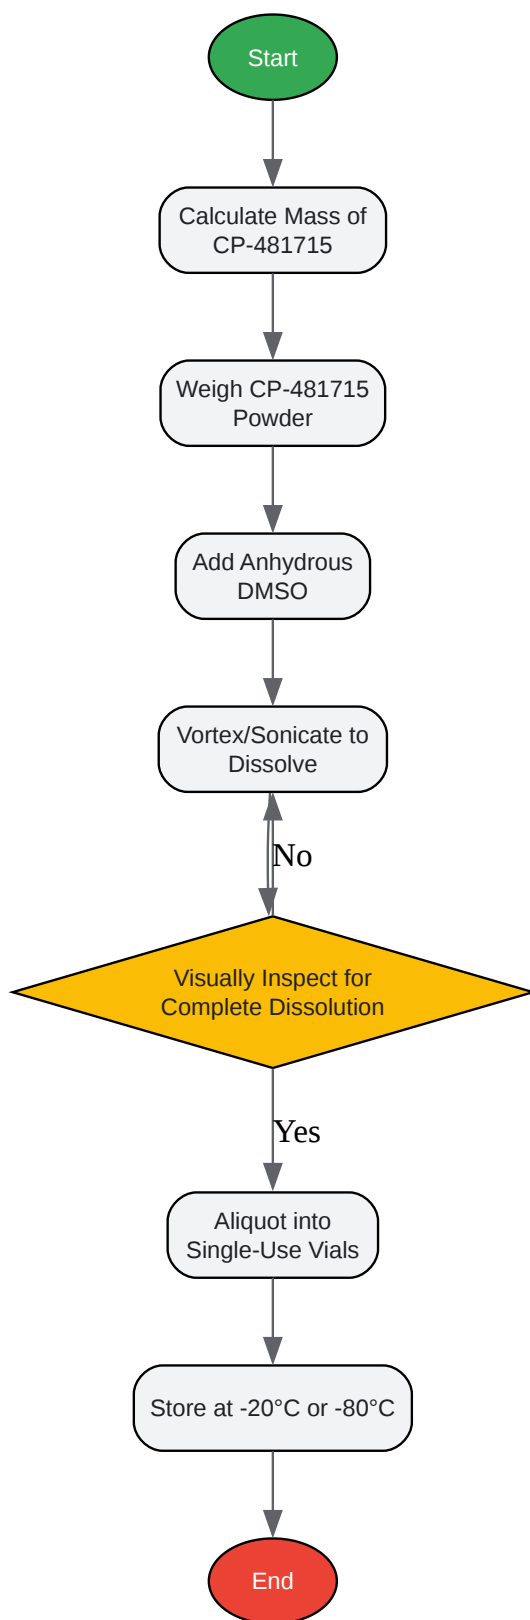 Start
Calculate Mass of
CP-481715
Weigh CP-481715
Powder
Add Anhydrous
DMSO
Vortex/Sonicate to
Dissolve
No
Visually Inspect for
Complete Dissolution
Yes
Aliquot into
Single-Use Vials
Store at -20°C or -80°C
End